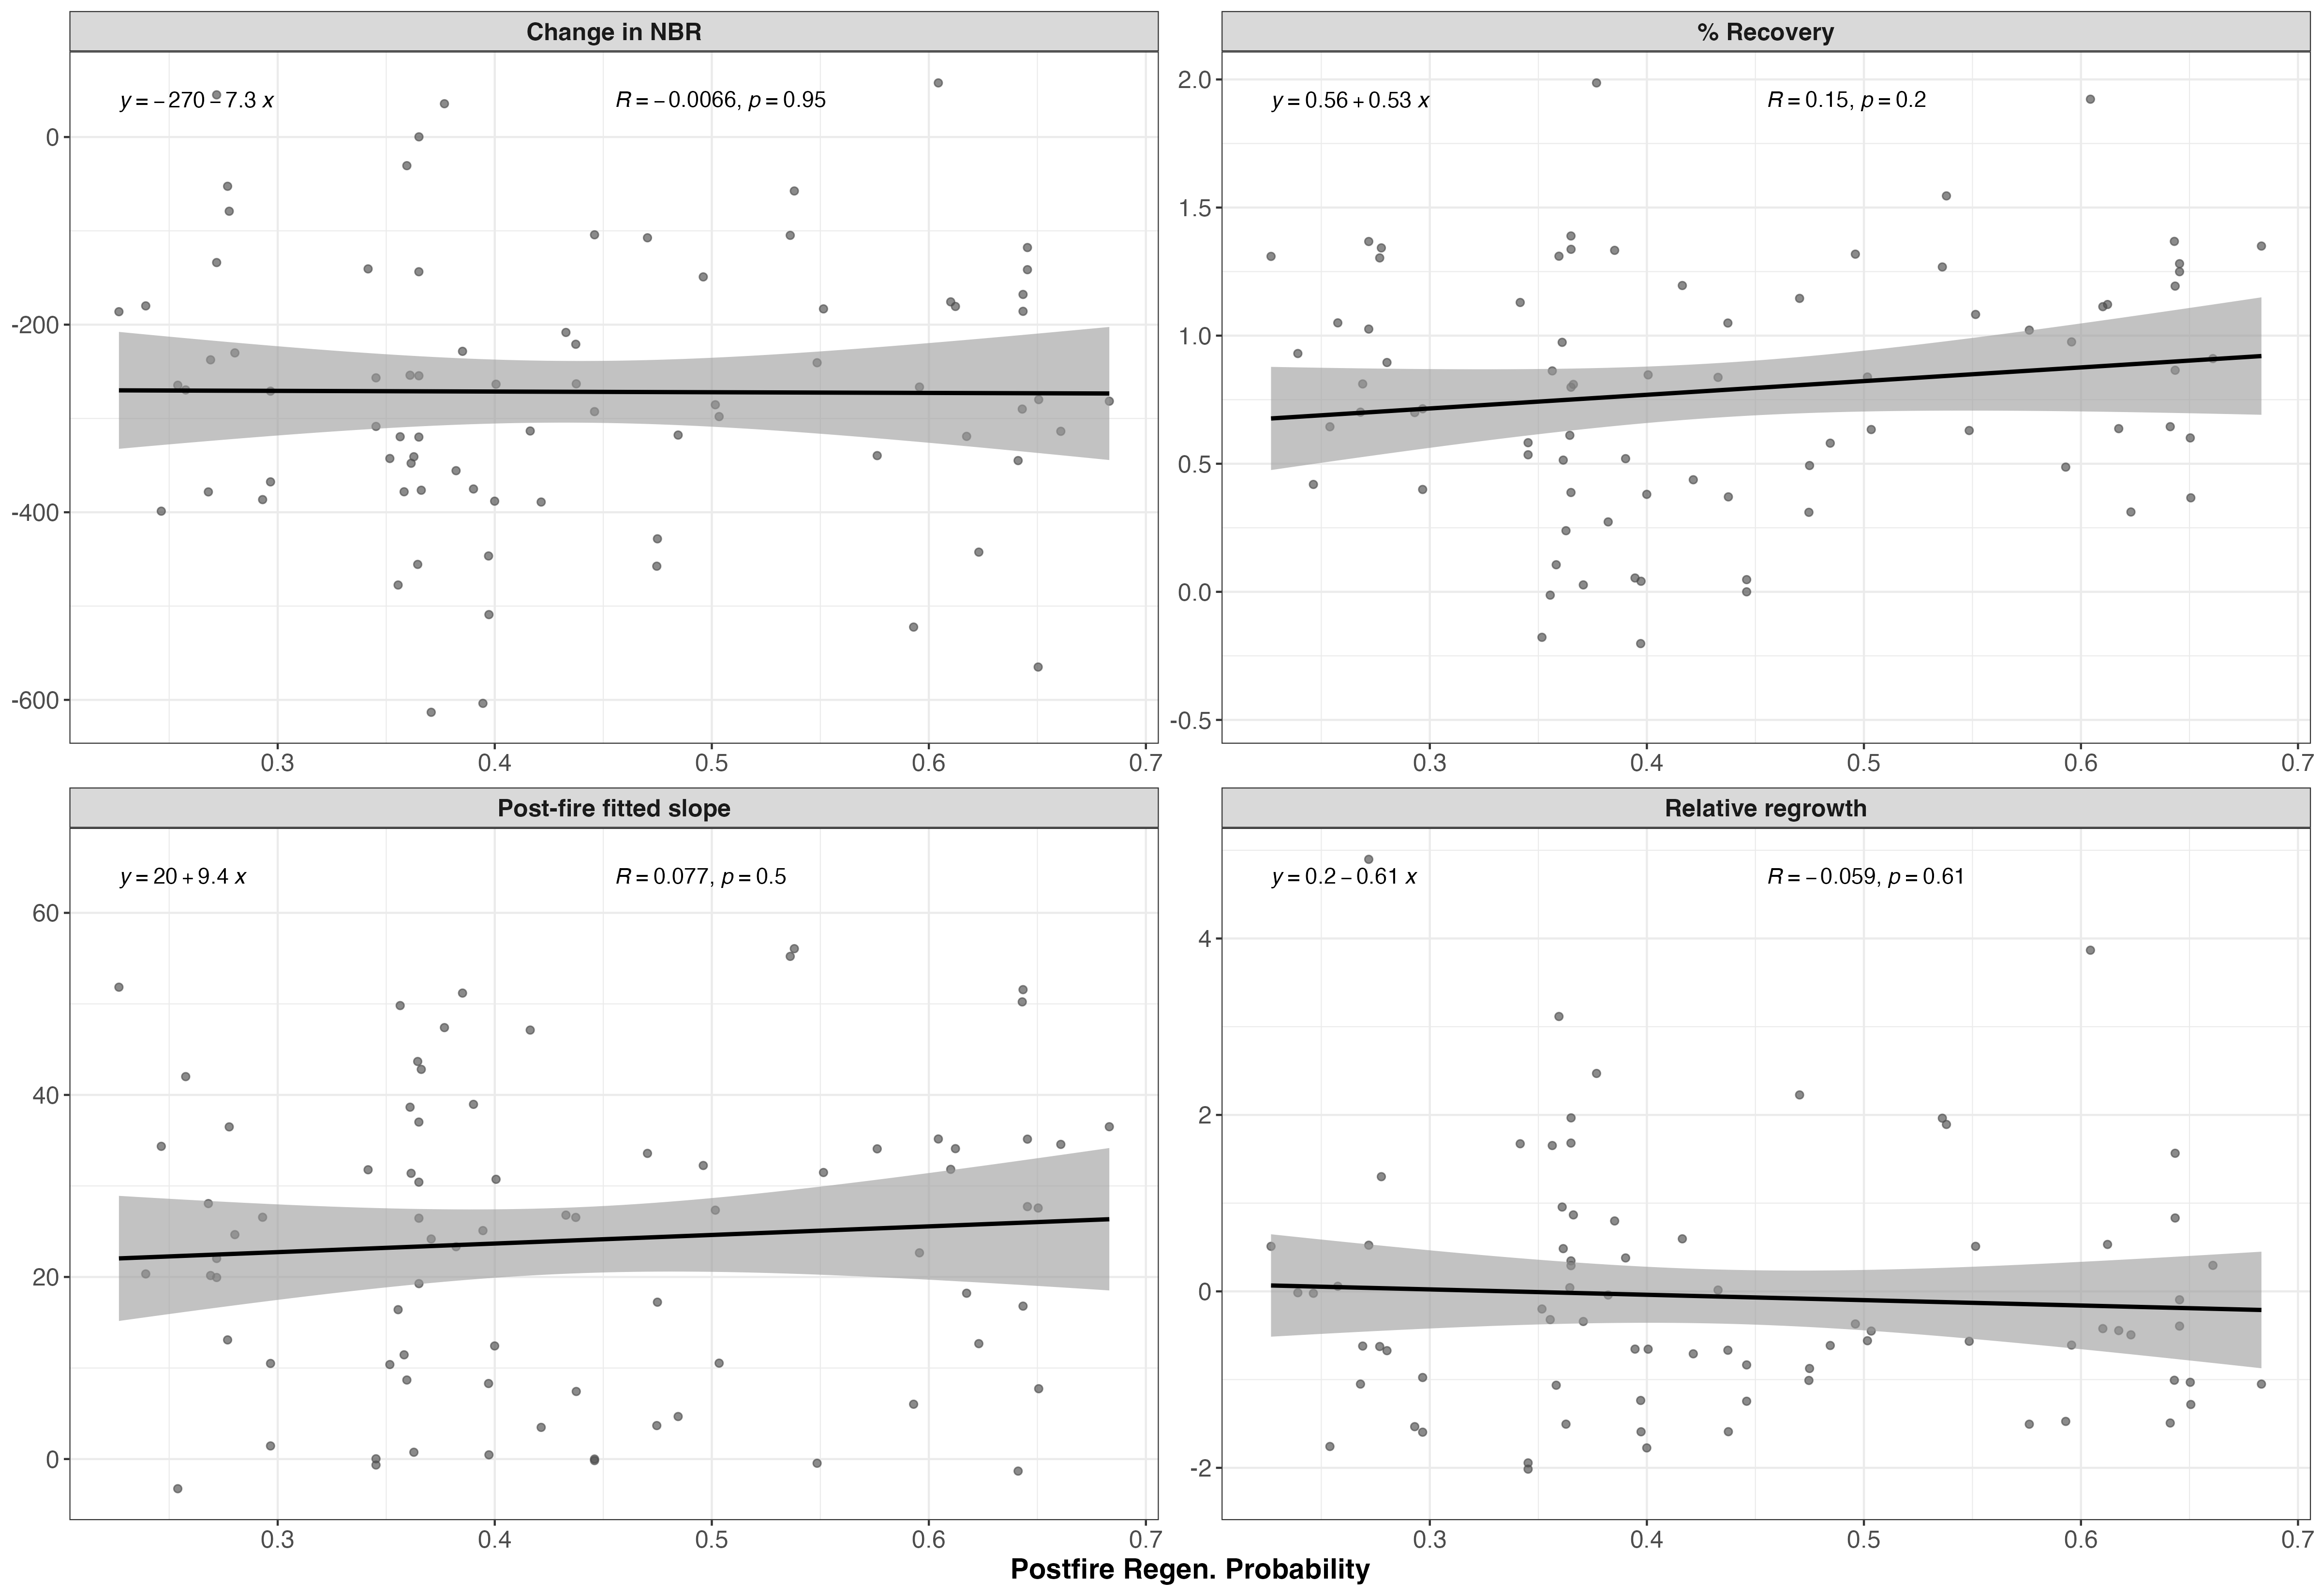 Change in NBR
y = −270 − 7.3 x
R = −0.0066, p = 0.95
0
-200
-400
-600
0.3 0.4 0.5 0.6 0.7
% Recovery
y = 0.56 + 0.53 x
R = 0.15, p = 0.2
2.0
1.5
1.0
0.5
0.0
-0.5
0.3 0.4 0.5 0.6 0.7
Post-fire fitted slope
y = 20 + 9.4 x
R = 0.077, p = 0.5
60
40
20
0
0.3 0.4 0.5 0.6 0.7
Relative regrowth
y = 0.2 − 0.61 x
R = −0.059, p = 0.61
4
2
0
-2
0.3 0.4 0.5 0.6 0.7
Postfire Regen. Probability